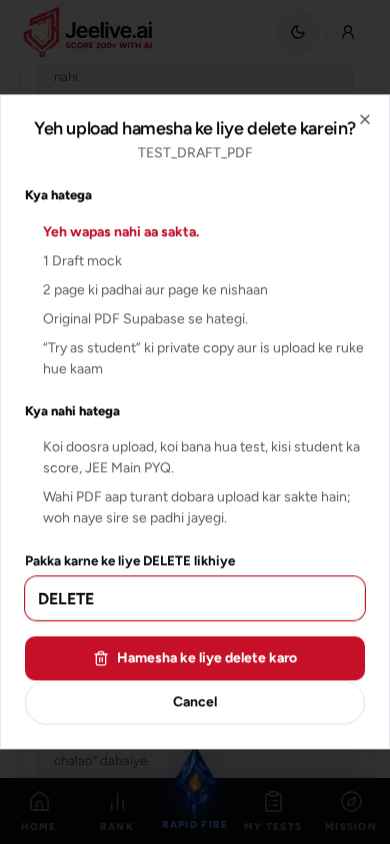 Jeelive.ai
SCORE 200+ WITH AI
nahi.
Yeh upload hamesha ke liye delete karein?
TEST_DRAFT_PDF
Kya hatega
Yeh wapas nahi aa sakta.
1 Draft mock
2 page ki padhai aur page ke nishaan
Original PDF Supabase se hategi.
“Try as student” ki private copy aur is upload ke ruke
hue kaam
Kya nahi hatega
Koi doosra upload, koi bana hua test, kisi student ka
score, JEE Main PYQ.
Wahi PDF aap turant dobara upload kar sakte hain;
woh naye sire se padhi jayegi.
Pakka karne ke liye DELETE likhiye
DELETE
Hamesha ke liye delete karo
Cancel
chalao” dabaiye.
HOME
RANK
RAPID FIRE
MY TESTS
MISSION